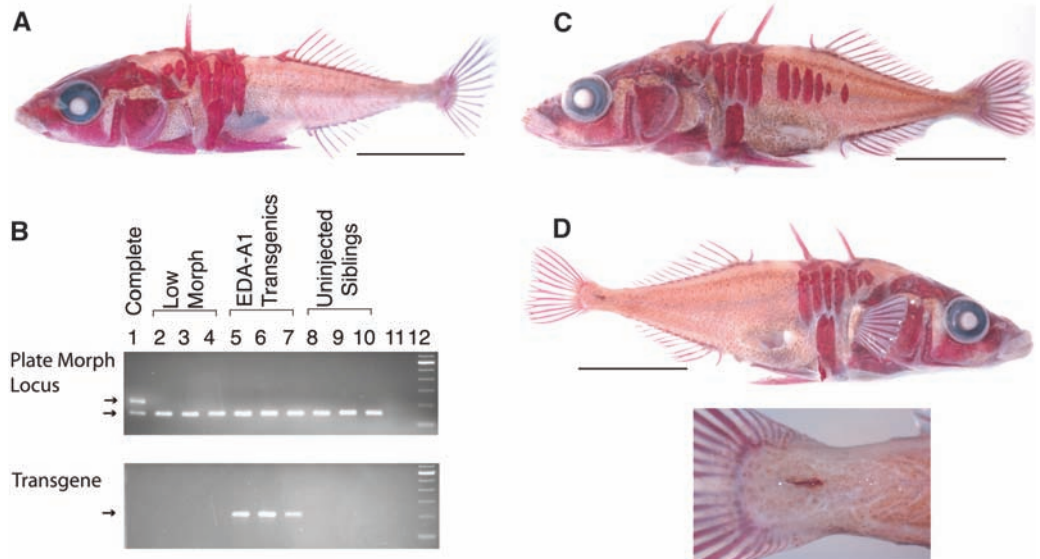 A
C
B
Complete
Low
Morph
EDA-A1
Transgenics
Uninjected
Siblings
1 2 3 4 5 6 7 8 9 10 11 12
Plate Morph
Locus
Transgene
D